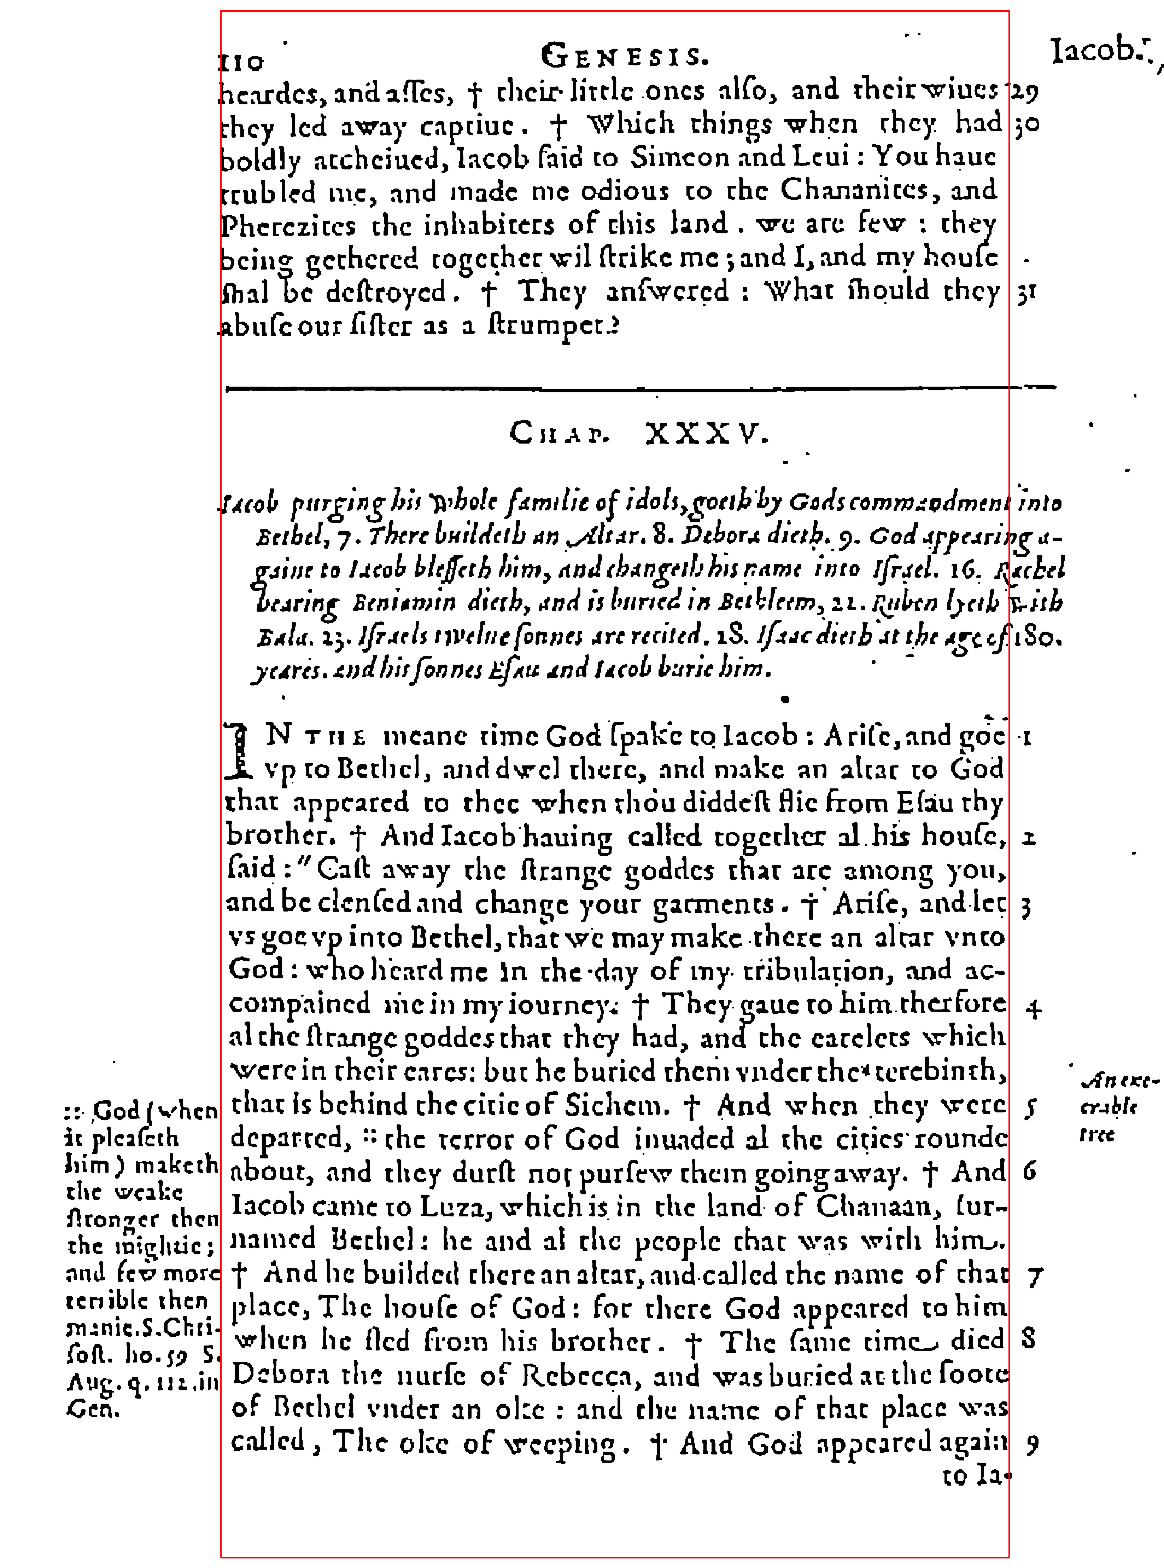 110 GENESIS. Iacob.
heardes, and asses, † their little ones also, and their wiues 29
they led away captiue. † Which things when they had 30
boldly atcheiued, Iacob said to Simeon and Leui : You haue
trubled me, and made me odious to the Chananites, and
Pherezites the inhabiters of this land . we are few : they
being gethered together wil strike me ; and I, and my house
shal be destroyed. † They answered : What should they 31
abuse our sister as a strumpet?
CHAP. XXXV.
Iacob purging his whole familie of idols, goeth by Gods commandment into
Bethel, 7. There buildeth an Altar. 8. Debora dieth. 9. God appearing a-
gaine to Iacob blesseth him, and changeth his name into Israel. 16. Rachel
bearing Beniamin dieth, and is buried in Bethleem, 22. Ruben lyeth with
Bala. 23. Israels twelue sonnes are recited. 28. Isaac dieth at the age of 180.
yeares. and his sonnes Esau and Iacob burie him.
IN THE meane time God spake to Iacob : Arise, and goe 1
vp to Bethel, and dwel there, and make an altar to God
that appeared to thee when thou diddest flie from Esau thy
brother. † And Iacob hauing called together al his house, 2
said : " Cast away the strange goddes that are among you,
and be clensed and change your garments. † Arise, and let 3
vs goe vp into Bethel, that we may make there an altar vnto
God : who heard me in the day of my tribulation, and ac-
compained me in my iourney. † They gaue to him therfore 4
al the strange goddes that they had, and the earelets which
were in their eares: but he buried them vnder the * terebinth,
that is behind the citie of Sichem. † And when they were 5
departed, :: the terror of God inuaded al the cities rounde
about, and they durst not pursew them going away. † And 6
Iacob came to Luza, which is in the land of Chanaan, sur-
named Bethel : he and al the people that was with him.
† And he builded there an altar, and called the name of that 7
place, The house of God : for there God appeared to him
when he fled from his brother. † The same time died 8
Debora the nurse of Rebecca, and was buried at the foote
of Bethel vnder an oke : and the name of that place was
called, The oke of weeping. † And God appeared again 9
to Ia-
:: God (when
it pleaseth
him) maketh
the weake
stronger then
the mightie;
and few more
terrible then
manie. S. Chri-
sost. ho. 59 S.
Aug. q. 112. in
Gen.
An exe-
crable
tree